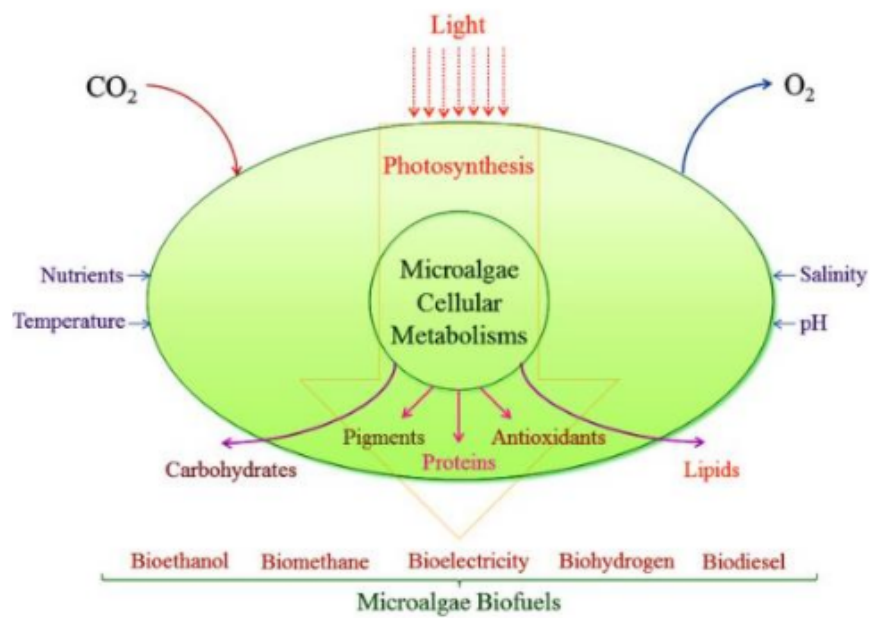 Light
CO₂
O₂
Photosynthesis
Nutrients
Temperature
Microalgae
Cellular
Metabolisms
Salinity
pH
Pigments
Antioxidants
Proteins
Carbohydrates
Lipids
Bioethanol Biomethane Bioelectricity Biohydrogen Biodiesel
Microalgae Biofuels